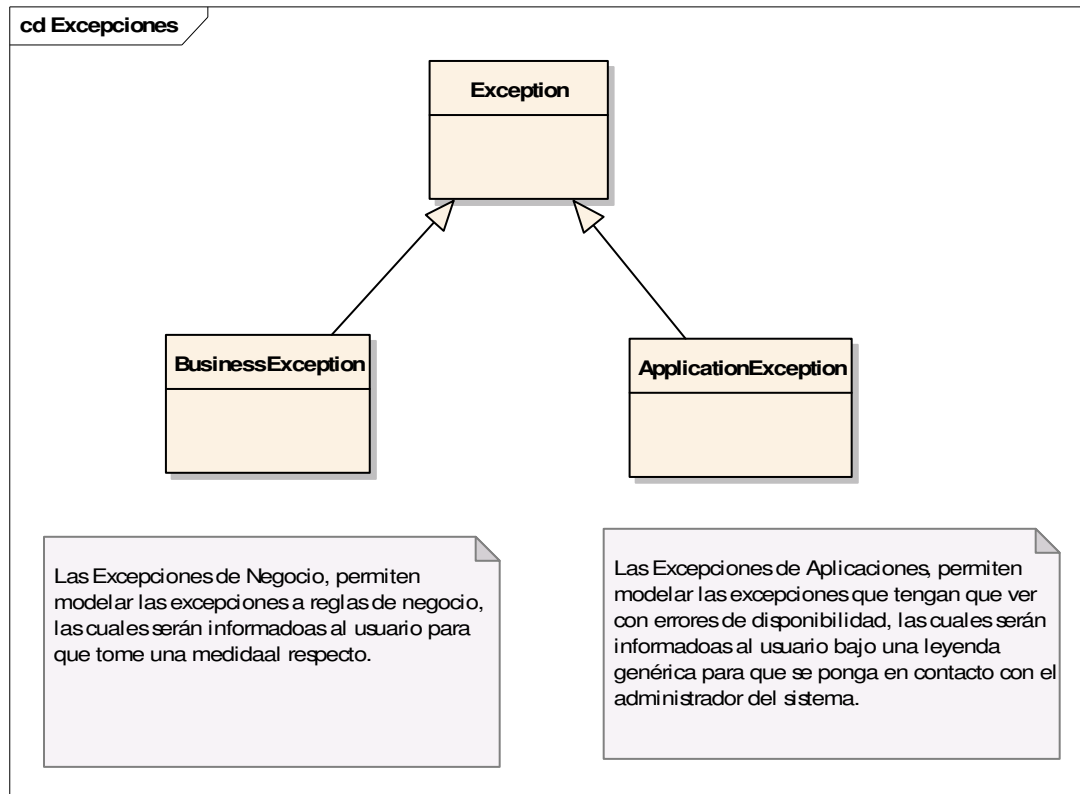 cd Excepciones
Exception
BusinessException
ApplicationException
Las Excepciones de Negocio, permiten
modelar las excepciones a reglas de negocio,
las cuales serán informadoas al usuario para
que tome una medidaal respecto.
Las Excepciones de Aplicaciones, permiten
modelar las excepciones que tengan que ver
con errores de disponibilidad, las cuales serán
informadoas al usuario bajo una leyenda
genérica para que se ponga en contacto con el
administrador del sistema.